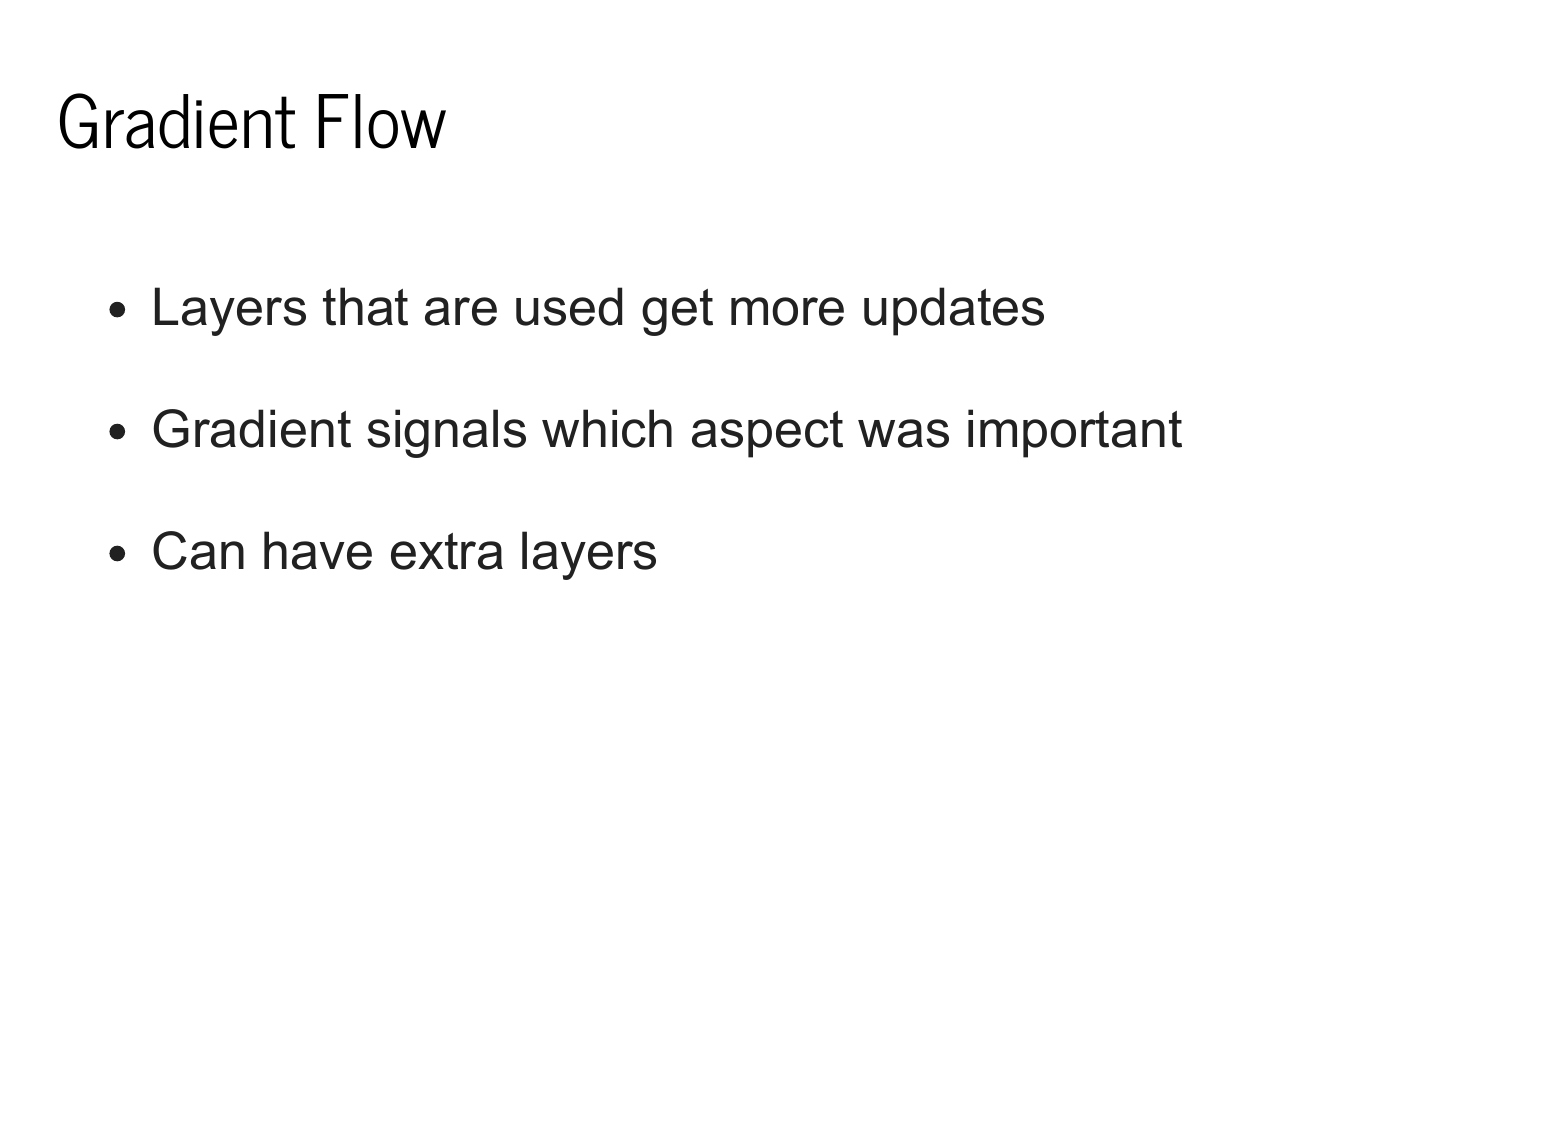 Gradient Flow
• Layers that are used get more updates
• Gradient signals which aspect was important
• Can have extra layers